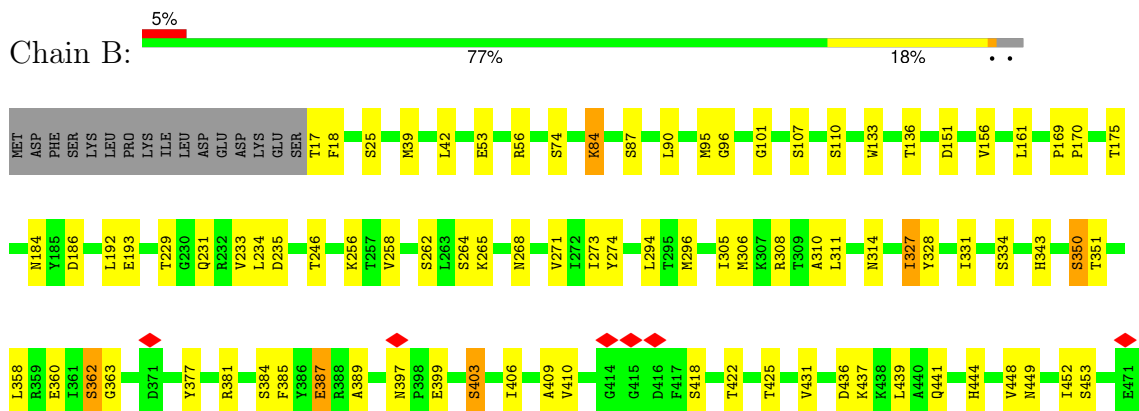 5%
Chain B:
77% 18% • •
MET ASP PHE SER LYS LEU PRO LYS ILE LEU ASP GLU ASP LYS GLU SER T17 F18 S25 M39 L42 E53 R56 S74 K84 S87 L90 M95 G96 G101 S107 S110 W133 T136 D151 V156 L161 P169 P170 T175
N184 Y185 D186 L192 E193 T229 G230 Q231 R232 V233 L234 D235 T246 K256 T257 V258 S262 L263 S264 K265 N268 V271 I272 I273 Y274 L294 T295 M296 I305 M306 K307 R308 T309 A310 L311 N314 I327 Y328 I331 S334 H343 S350 T351
L358 R359 E360 I361 S362 G363 D371 Y377 R381 S384 F385 Y386 E387 R388 A389 N397 P398 E399 S403 I406 A409 V410 G414 G415 D416 F417 S418 T422 T425 V431 D436 K437 K438 L439 A440 Q441 H444 V448 N449 I452 S453 E471